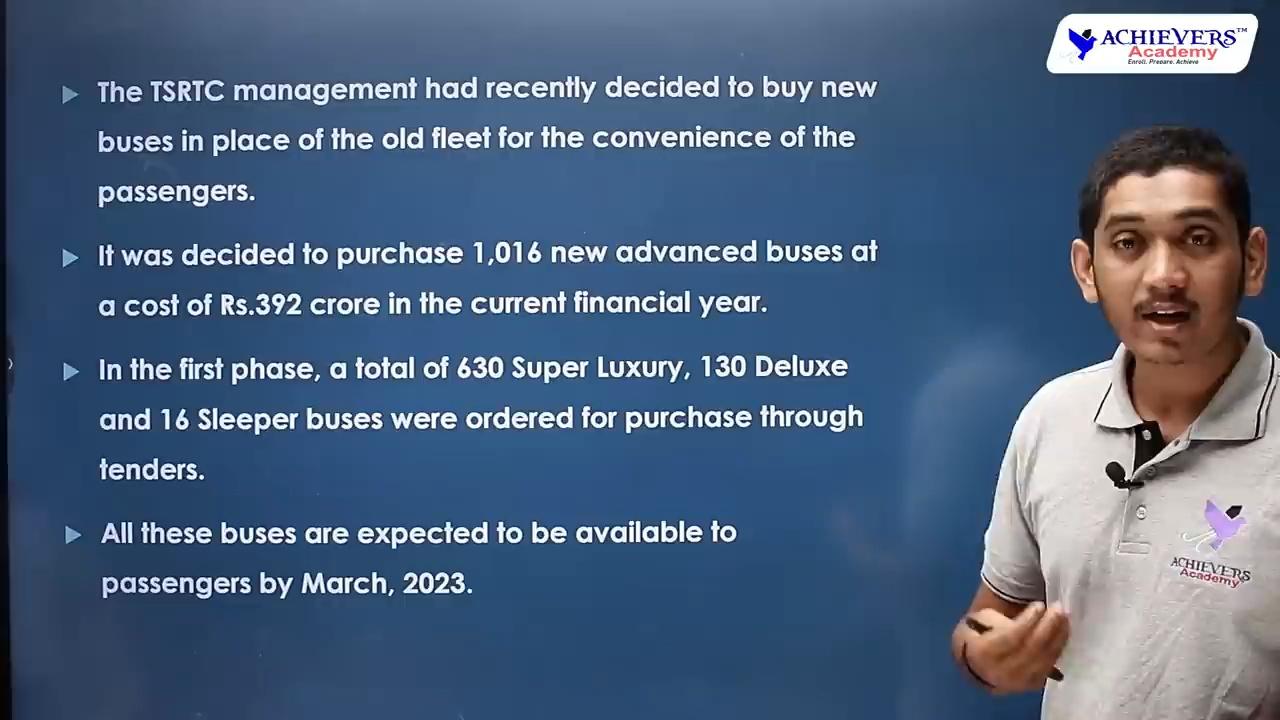 ACHIEVERS™
Academy
Enroll. Prepare. Achieve
The TSRTC management had recently decided to buy new
buses in place of the old fleet for the convenience of the
passengers.
It was decided to purchase 1,016 new advanced buses at
a cost of Rs.392 crore in the current financial year.
In the first phase, a total of 630 Super Luxury, 130 Deluxe
and 16 Sleeper buses were ordered for purchase through
tenders.
All these buses are expected to be available to
passengers by March, 2023.
ACHIEVERS
Academy